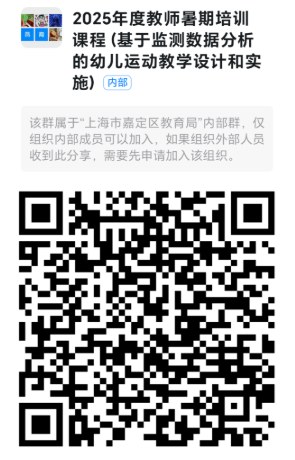 2025年度教师暑期培训
课程 (基于监测数据分析
的幼儿运动教学设计和实
施) 内部
该群属于“上海市嘉定区教育局”内部群，仅
组织内部成员可以加入，如果组织外部人员
收到此分享，需要先申请加入该组织。